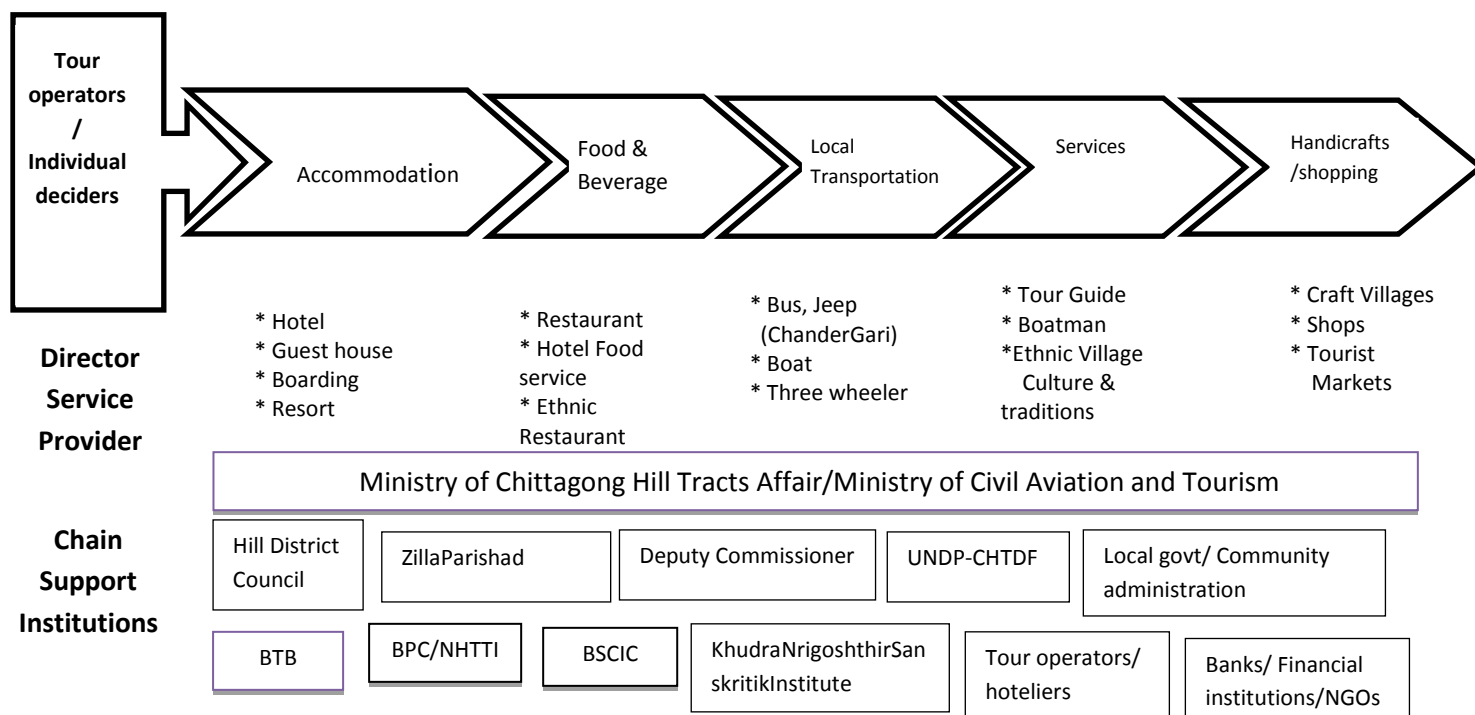 Tour
operators
/
Individual
deciders
Accommodation
Food &
Beverage
Local
Transportation
Services
Handicrafts
/shopping
Director
Service
Provider
* Hotel
* Guest house
* Boarding
* Resort
* Restaurant
* Hotel Food
service
* Ethnic
Restaurant
* Bus, Jeep
(ChanderGari)
* Boat
* Three wheeler
* Tour Guide
* Boatman
*Ethnic Village
Culture &
traditions
* Craft Villages
* Shops
* Tourist
Markets
Ministry of Chittagong Hill Tracts Affair/Ministry of Civil Aviation and Tourism
Chain
Support
Institutions
Hill District
Council
ZillaParishad
Deputy Commissioner
UNDP-CHTDF
Local govt/ Community
administration
BTB
BPC/NHTTI
BSCIC
KhudraNrigoshthirSan
skritikInstitute
Tour operators/
hoteliers
Banks/ Financial
institutions/NGOs